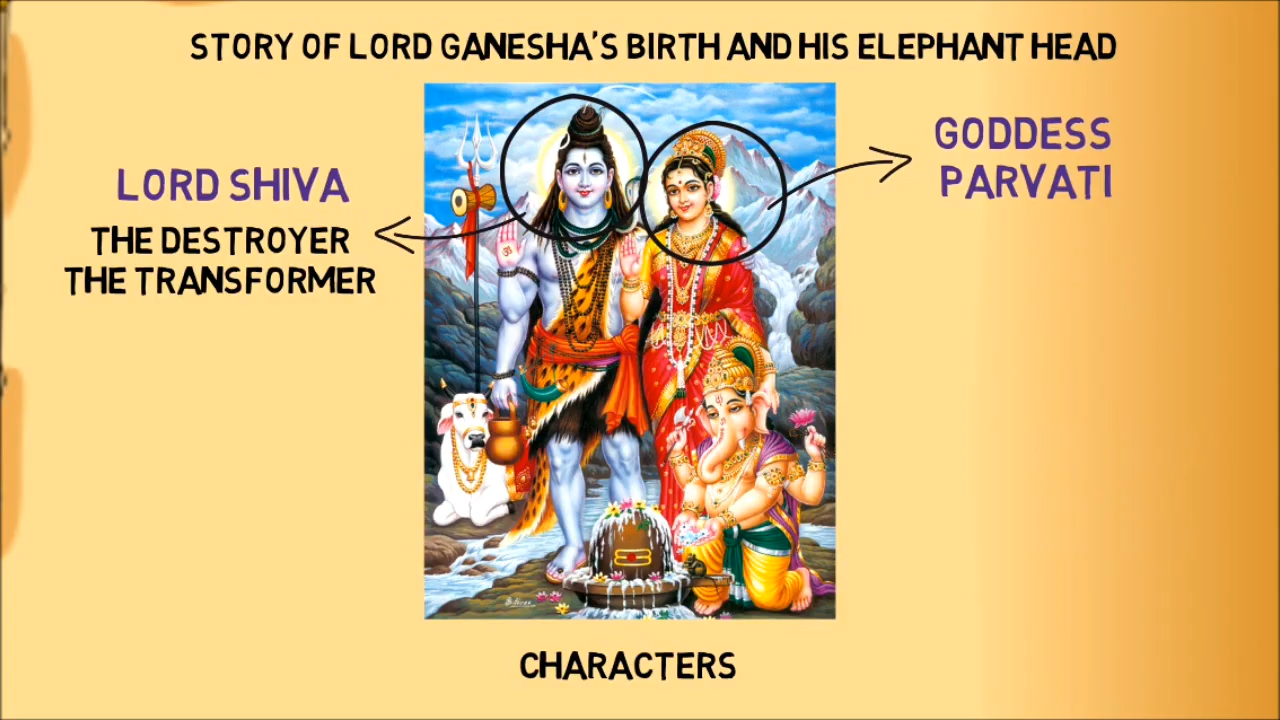 STORY OF LORD GANESHA'S BIRTH AND HIS ELEPHANT HEAD
LORD SHIVA
THE DESTROYER
THE TRANSFORMER
GODDESS
PARVATI
ॐ
CHARACTERS